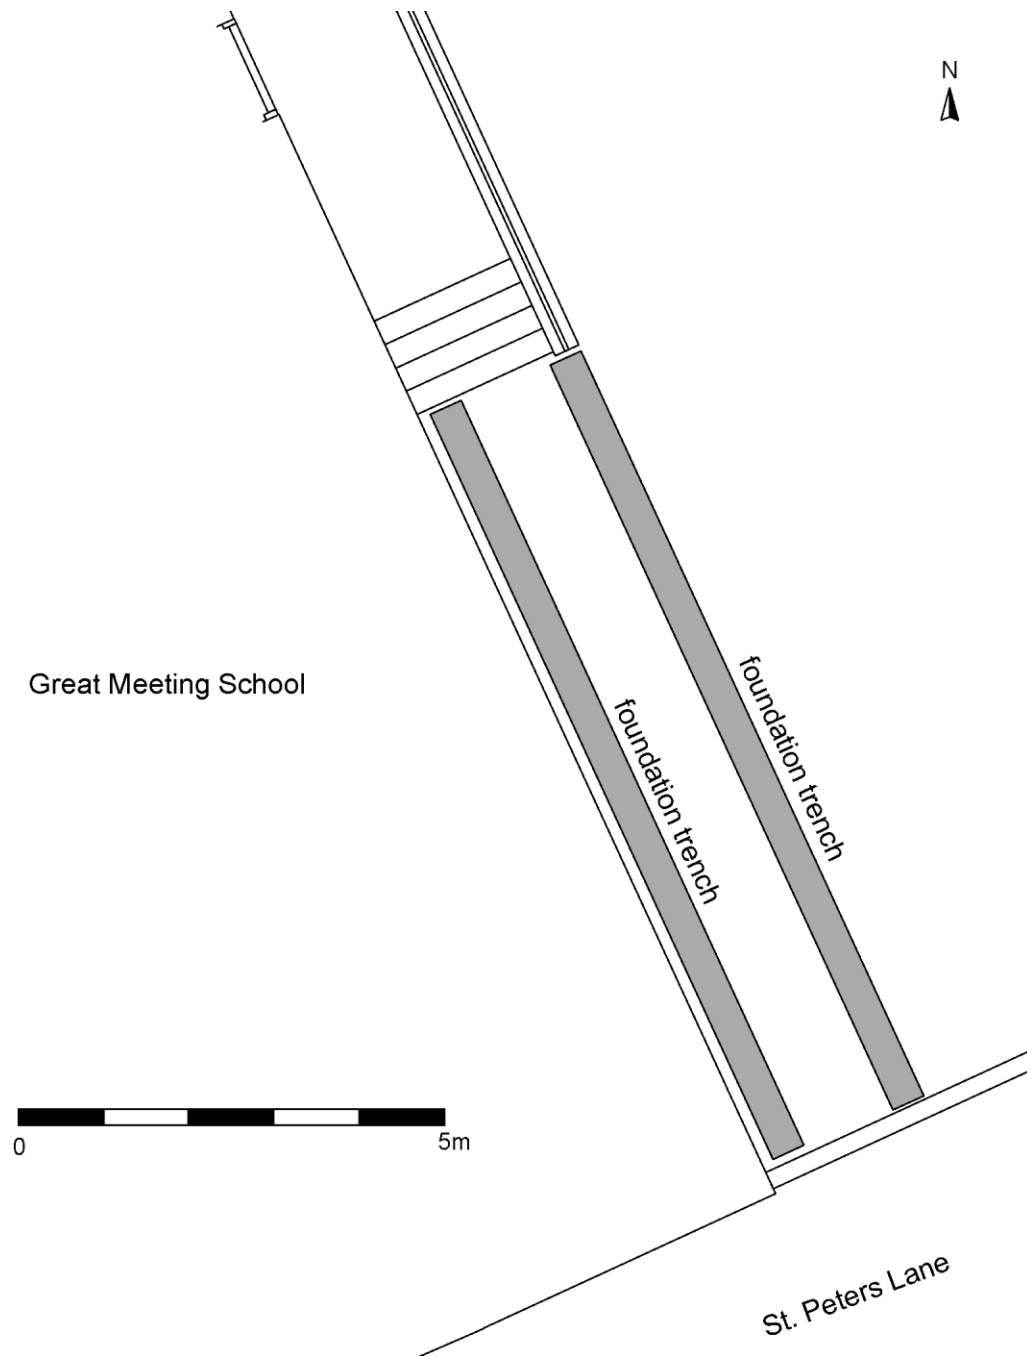 N
Great Meeting School
foundation trench
foundation trench
0
5m
St. Peters Lane